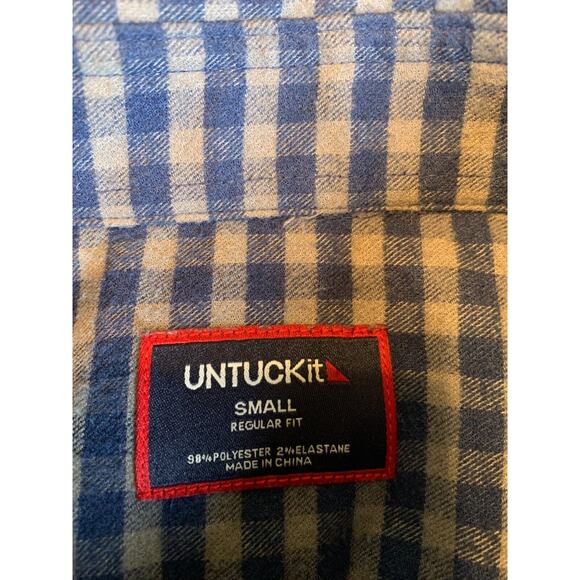 UNTUCKit
SMALL
REGULAR FIT
98%POLYESTER 2%ELASTANE
MADE IN CHINA